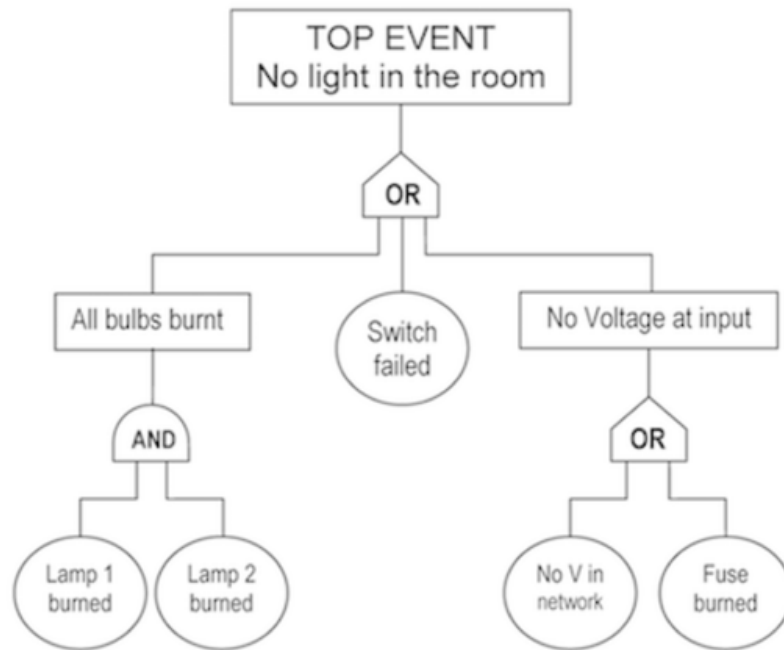 TOP EVENT
No light in the room
OR
All bulbs burnt
Switch
failed
No Voltage at input
AND
OR
Lamp 1
burned
Lamp 2
burned
No V in
network
Fuse
burned